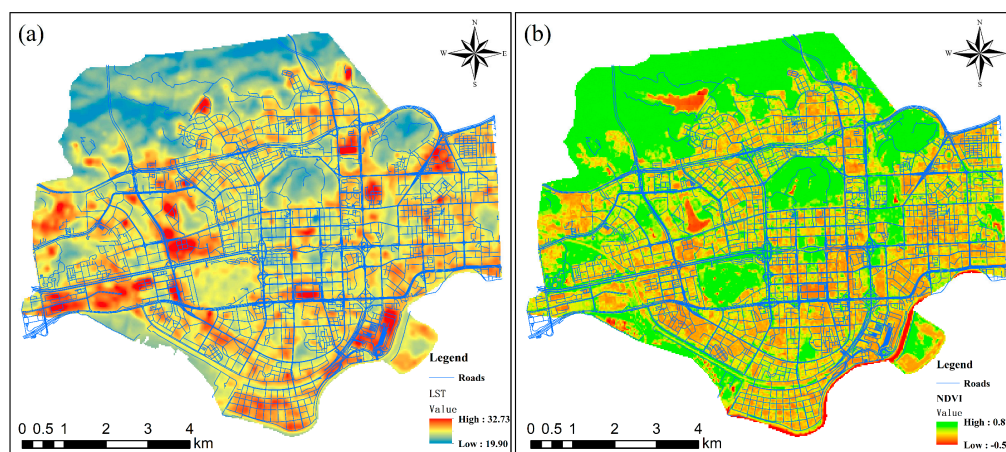 (a)
N
W
E
S
Legend
Roads
LST
Value
High : 32.73
Low : 19.90
0 0.5 1 2 3 4
km
(b)
N
W
E
S
Legend
Roads
NDVI
Value
High : 0.8
Low : -0.5
0 0.5 1 2 3 4
km